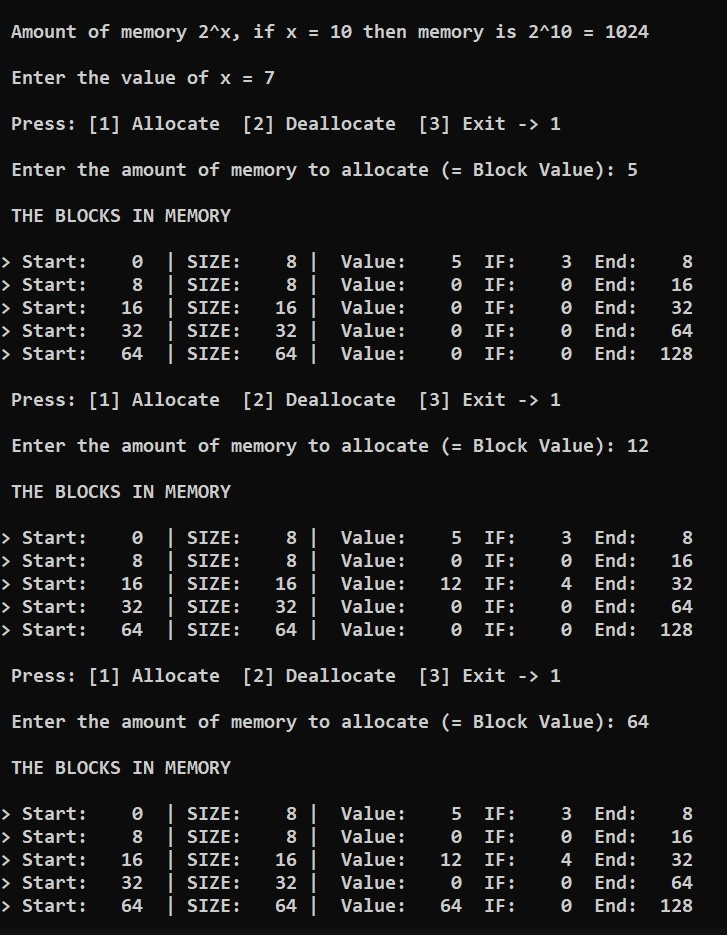 Amount of memory 2^x, if x = 10 then memory is 2^10 = 1024
Enter the value of x = 7
Press: [1] Allocate  [2] Deallocate  [3] Exit -> 1
Enter the amount of memory to allocate (= Block Value): 5
THE BLOCKS IN MEMORY
> Start:    0  | SIZE:    8 |  Value:    5  IF:    3  End:    8
> Start:    8  | SIZE:    8 |  Value:    0  IF:    0  End:   16
> Start:   16  | SIZE:   16 |  Value:    0  IF:    0  End:   32
> Start:   32  | SIZE:   32 |  Value:    0  IF:    0  End:   64
> Start:   64  | SIZE:   64 |  Value:    0  IF:    0  End:  128
Press: [1] Allocate  [2] Deallocate  [3] Exit -> 1
Enter the amount of memory to allocate (= Block Value): 12
THE BLOCKS IN MEMORY
> Start:    0  | SIZE:    8 |  Value:    5  IF:    3  End:    8
> Start:    8  | SIZE:    8 |  Value:    0  IF:    0  End:   16
> Start:   16  | SIZE:   16 |  Value:   12  IF:    4  End:   32
> Start:   32  | SIZE:   32 |  Value:    0  IF:    0  End:   64
> Start:   64  | SIZE:   64 |  Value:    0  IF:    0  End:  128
Press: [1] Allocate  [2] Deallocate  [3] Exit -> 1
Enter the amount of memory to allocate (= Block Value): 64
THE BLOCKS IN MEMORY
> Start:    0  | SIZE:    8 |  Value:    5  IF:    3  End:    8
> Start:    8  | SIZE:    8 |  Value:    0  IF:    0  End:   16
> Start:   16  | SIZE:   16 |  Value:   12  IF:    4  End:   32
> Start:   32  | SIZE:   32 |  Value:    0  IF:    0  End:   64
> Start:   64  | SIZE:   64 |  Value:   64  IF:    0  End:  128